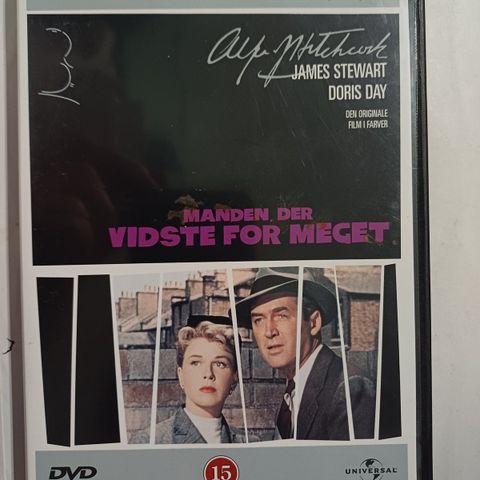 Alfred Hitchcock
JAMES STEWART
DORIS DAY
DEN ORIGINALE
FILM I FARVER
MANDEN DER
VIDSTE FOR MEGET
DVD
15
UNIVERSAL